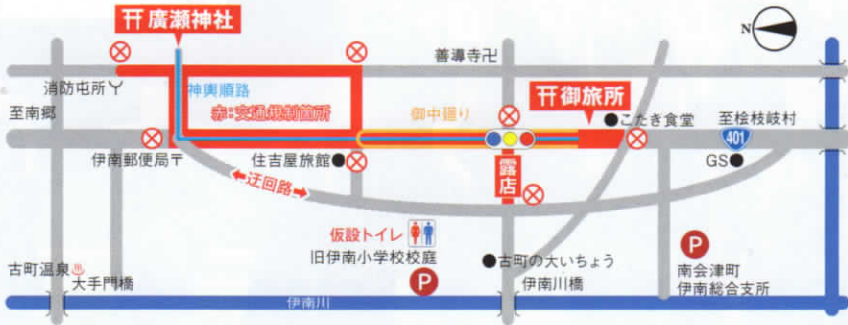 廣瀬神社
N
善導寺卍
消防屯所
神輿順路
御旅所
至南郷
赤：交通規制箇所
御中廻り
こたき食堂
至桧枝岐村
401
伊南郵便局〒
住吉屋旅館
GS
迂回路
露店
仮設トイレ
旧伊南小学校校庭
P
古町の大いちょう
P
南会津町
伊南総合支所
古町温泉♨
大手門橋
伊南川橋
伊南川